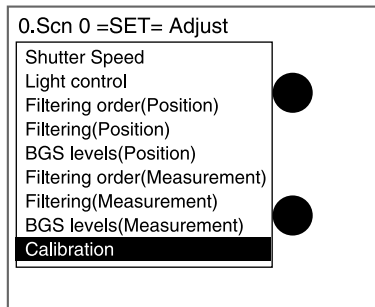 0.Scn 0 =SET= Adjust
Shutter Speed
Light control
Filtering order(Position)
Filtering(Position)
BGS levels(Position)
Filtering order(Measurement)
Filtering(Measurement)
BGS levels(Measurement)
Calibration